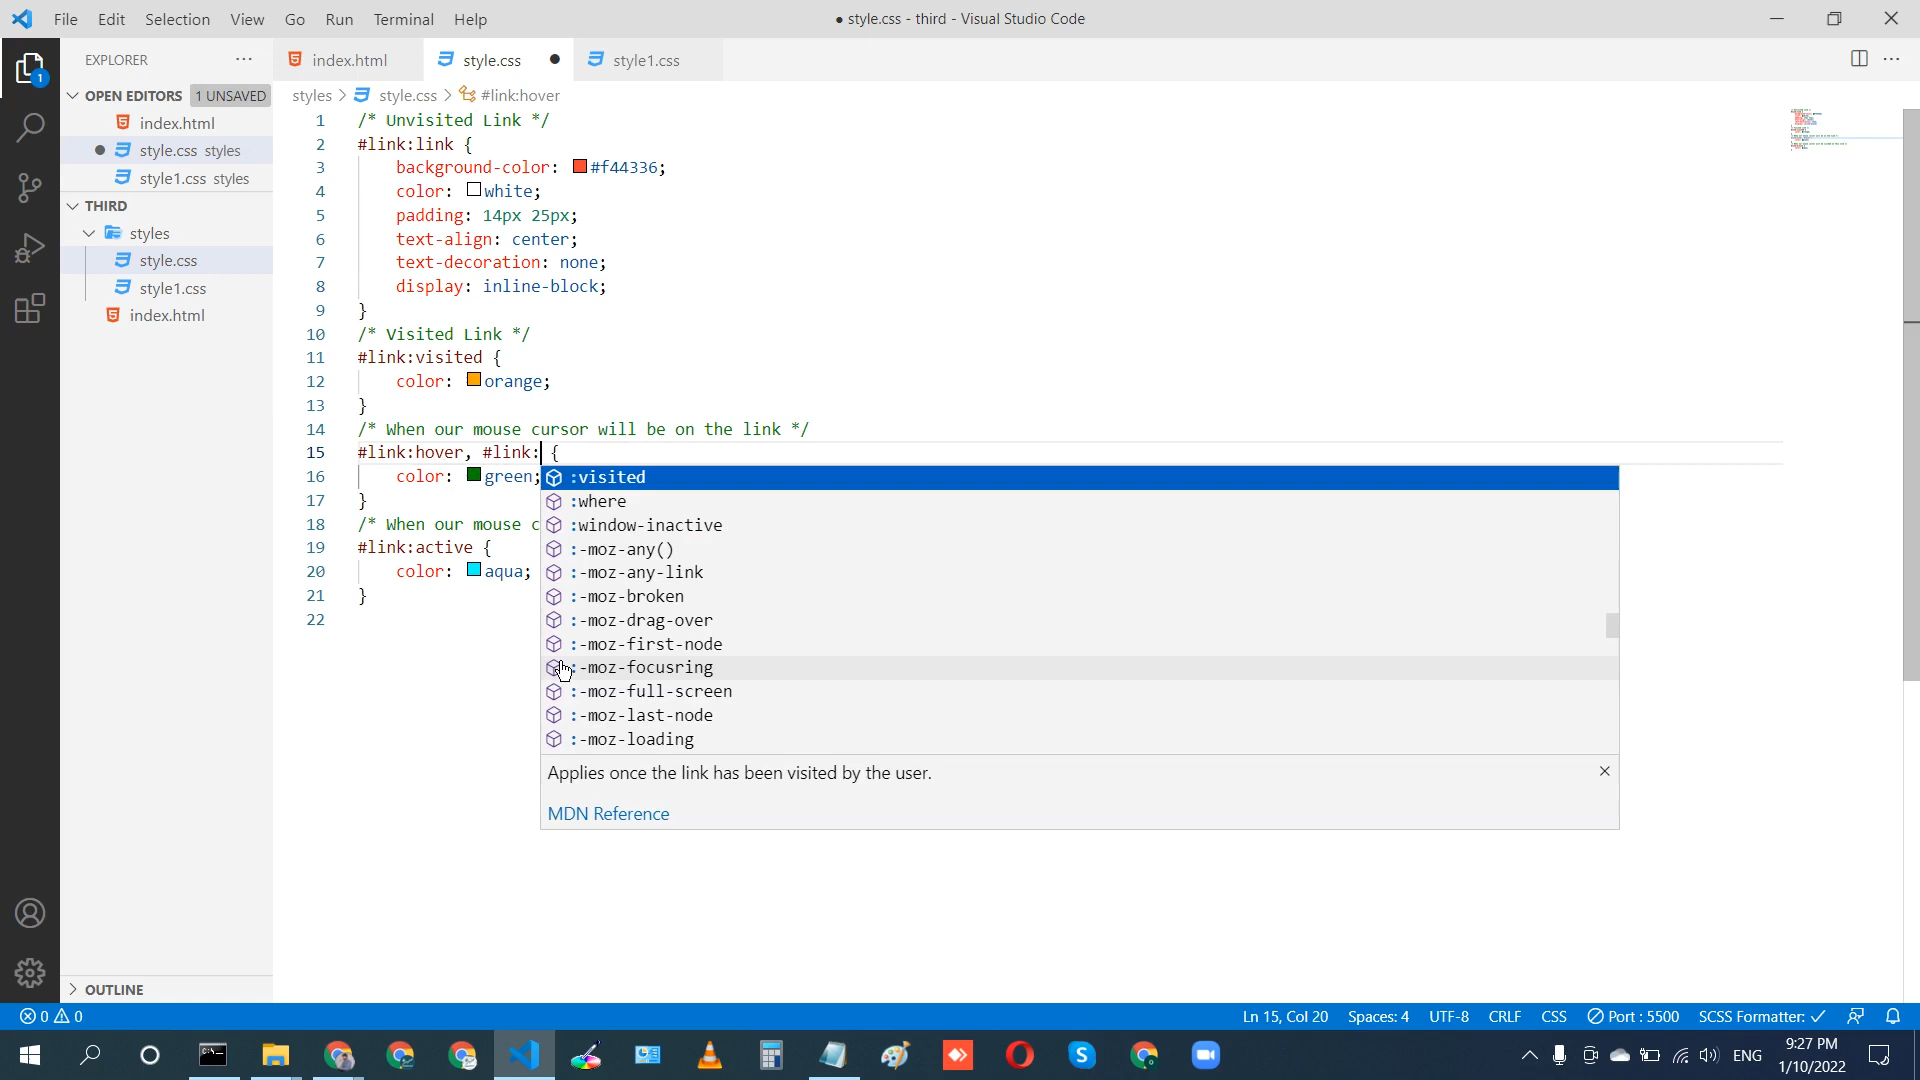 File Edit Selection View Go Run Terminal Help
● style.css - third - Visual Studio Code
EXPLORER ···
index.html
style.css ●
style1.css
OPEN EDITORS 1 UNSAVED
styles > style.css > #link:hover
index.html
● style.css styles
style1.css styles
THIRD
styles
style.css
style1.css
index.html
OUTLINE
1 /* Unvisited Link */
2 #link:link {
3 background-color: #f44336;
4 color: white;
5 padding: 14px 25px;
6 text-align: center;
7 text-decoration: none;
8 display: inline-block;
9 }
10 /* Visited Link */
11 #link:visited {
12 color: orange;
13 }
14 /* When our mouse cursor will be on the link */
15 #link:hover, #link: {
16 color: green;
17 }
18 /* When our mouse c
19 #link:active {
20 color: aqua;
21 }
22
:visited
:where
:window-inactive
:-moz-any()
:-moz-any-link
:-moz-broken
:-moz-drag-over
:-moz-first-node
:-moz-focusring
:-moz-full-screen
:-moz-last-node
:-moz-loading
Applies once the link has been visited by the user.
MDN Reference
1
0 0
Ln 15, Col 20 Spaces: 4 UTF-8 CRLF CSS Port : 5500 SCSS Formatter: ✓
ENG
9:27 PM
1/10/2022